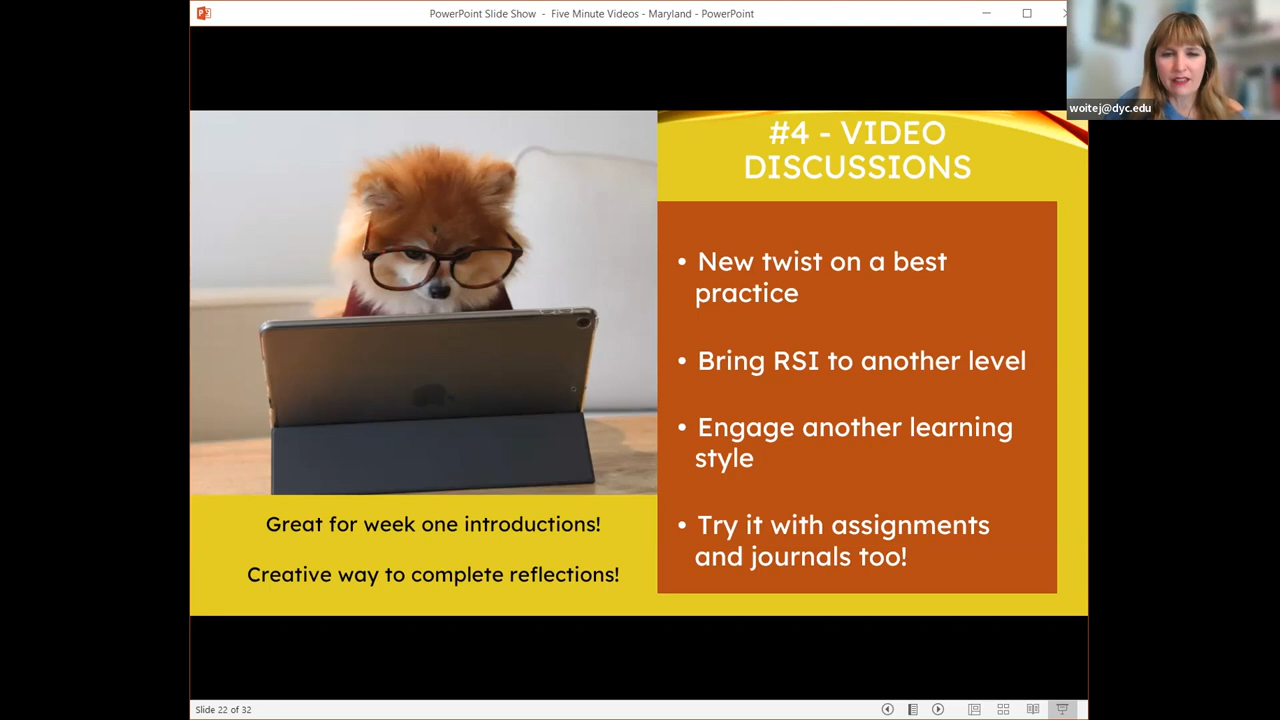 PowerPoint Slide Show - Five Minute Videos - Maryland - PowerPoint
woitej@dyc.edu
#4 - VIDEO
DISCUSSIONS
• New twist on a best
practice
• Bring RSI to another level
• Engage another learning
style
• Try it with assignments
and journals too!
Great for week one introductions!
Creative way to complete reflections!
Slide 22 of 32